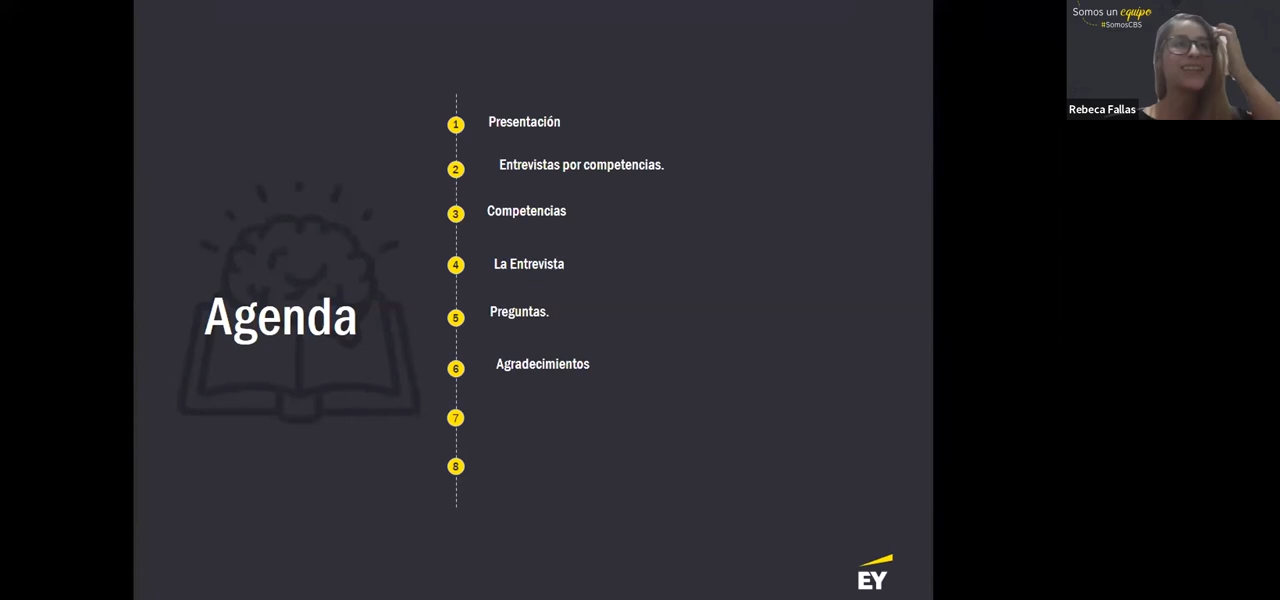 Agenda
1 Presentación
2 Entrevistas por competencias.
3 Competencias
4 La Entrevista
5 Preguntas.
6 Agradecimientos
7
8
EY
Somos un equipo
#SomosCBS
Rebeca Fallas